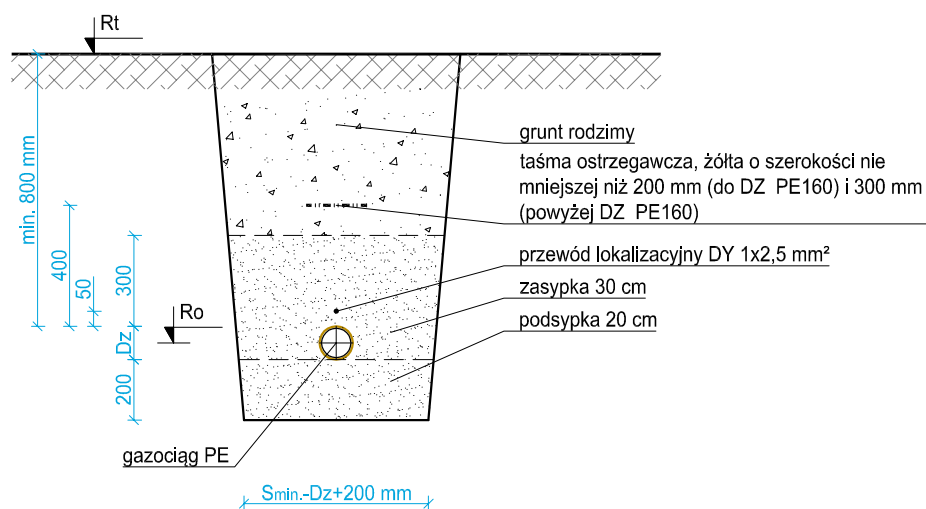 Rt
grunt rodzimy
taśma ostrzegawcza, żółta o szerokości nie
mniejszej niż 200 mm (do DZ PE160) i 300 mm
(powyżej DZ PE160)
przewód lokalizacyjny DY 1x2,5 mm²
zasypka 30 cm
podsypka 20 cm
min. 800 mm
400
50
300
Ro
Dz
200
gazociąg PE
Smin.-Dz+200 mm